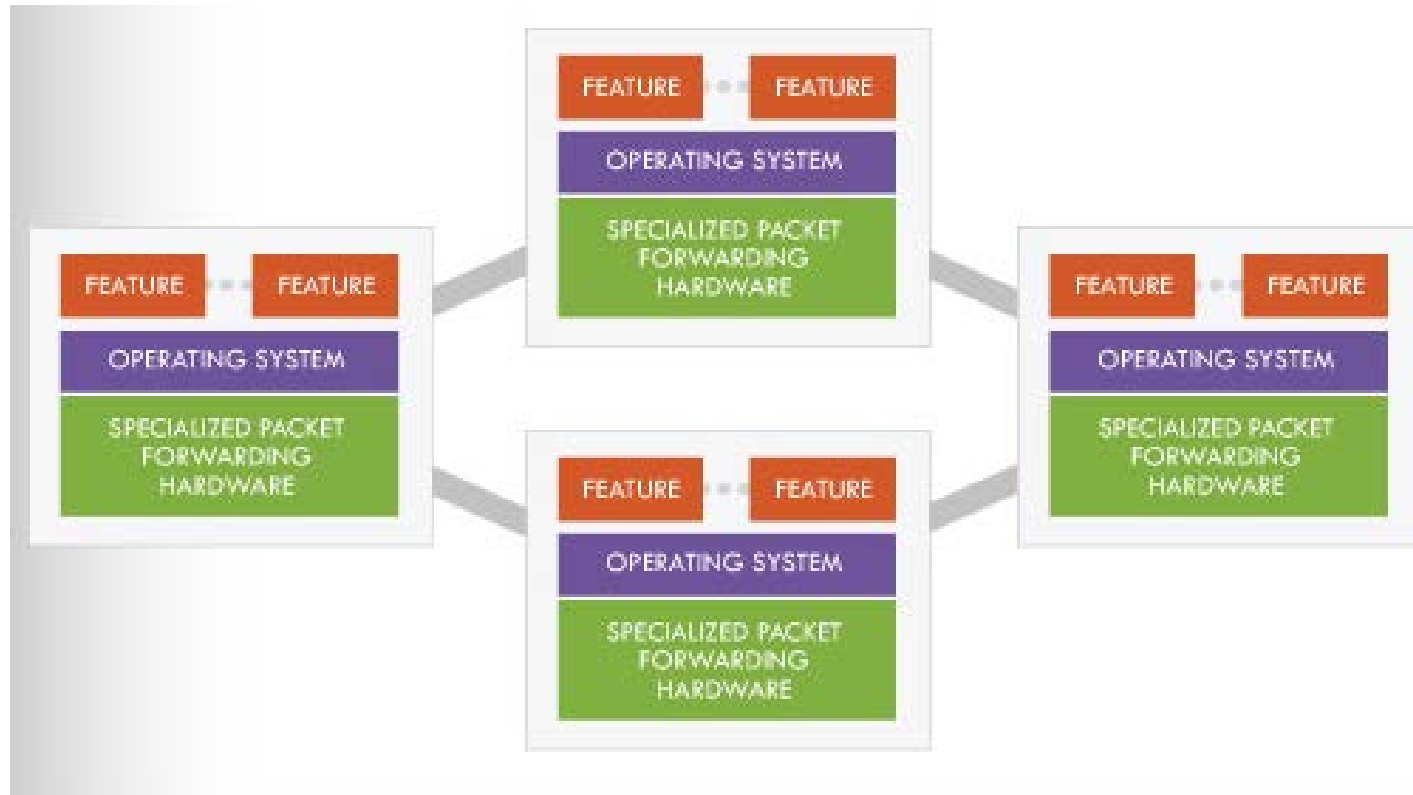 FEATURE FEATURE
OPERATING SYSTEM
SPECIALIZED PACKET
FORWARDING
HARDWARE
FEATURE FEATURE
OPERATING SYSTEM
SPECIALIZED PACKET
FORWARDING
HARDWARE
FEATURE FEATURE
OPERATING SYSTEM
SPECIALIZED PACKET
FORWARDING
HARDWARE
FEATURE FEATURE
OPERATING SYSTEM
SPECIALIZED PACKET
FORWARDING
HARDWARE